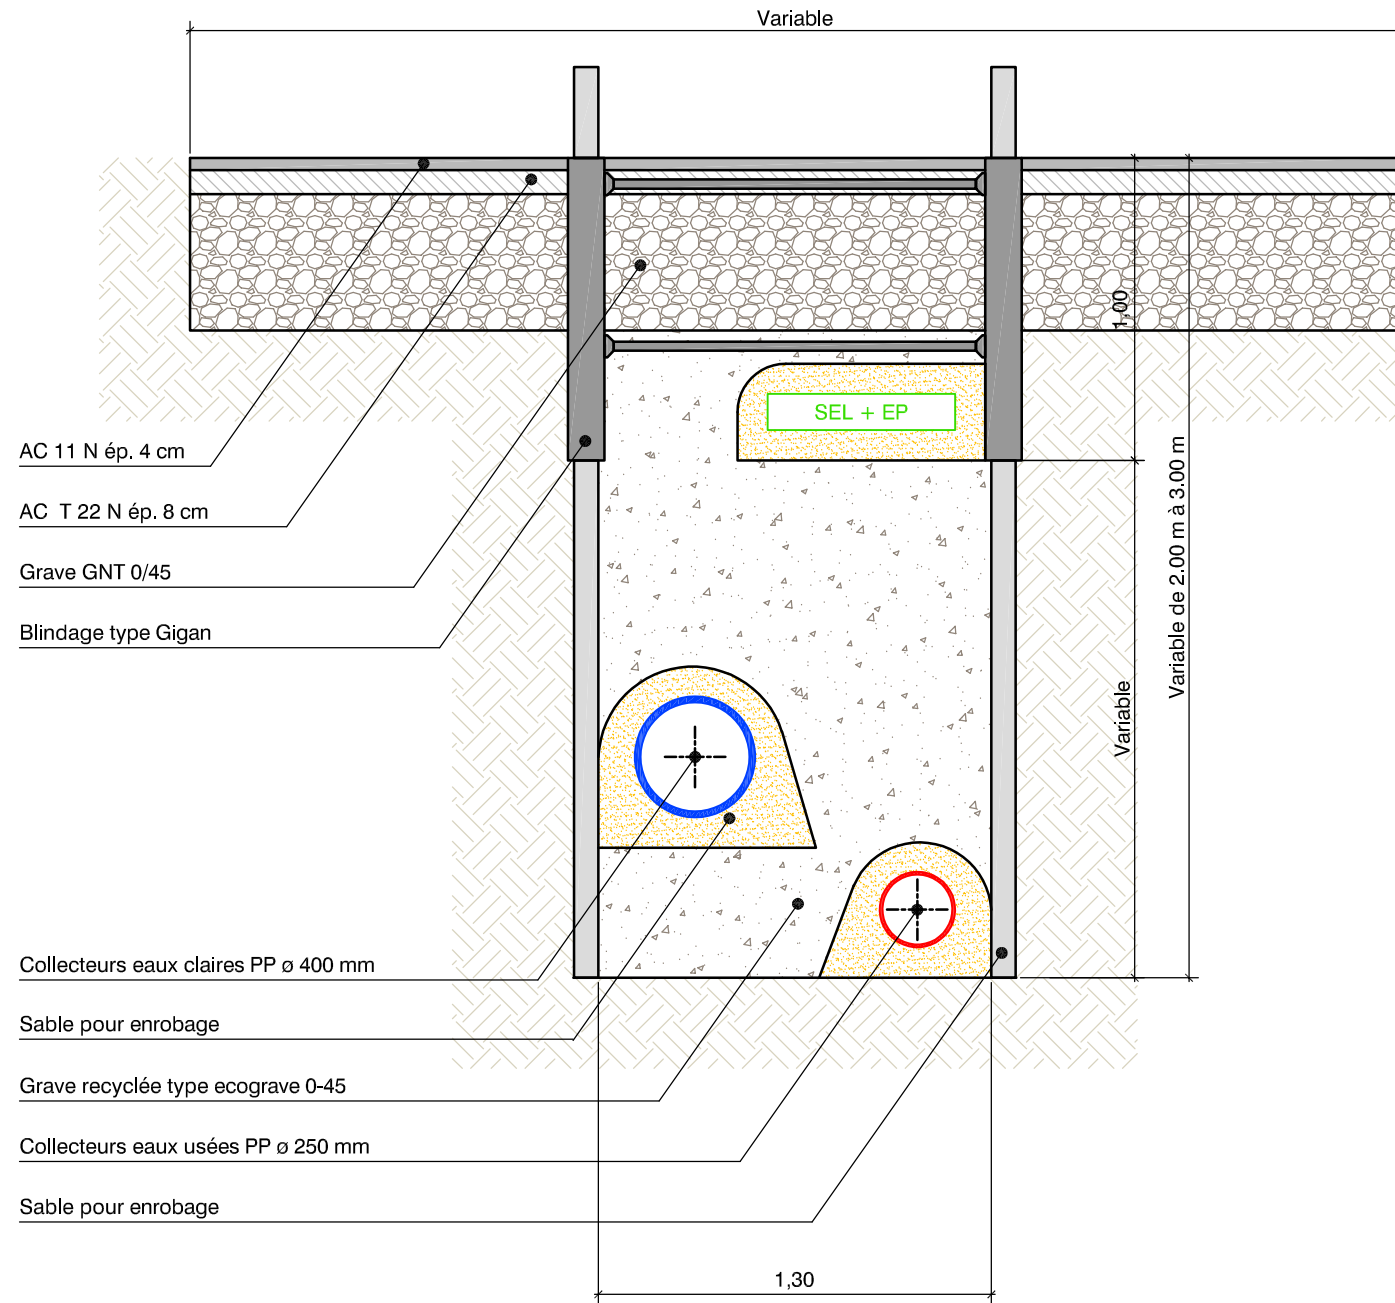 Variable
1,00
SEL + EP
Variable de 2.00 m à 3.00 m
AC 11 N ép. 4 cm
AC T 22 N ép. 8 cm
Grave GNT 0/45
Blindage type Gigan
Variable
Collecteurs eaux claires PP ø 400 mm
Sable pour enrobage
Grave recyclée type ecograve 0-45
Collecteurs eaux usées PP ø 250 mm
Sable pour enrobage
1,30